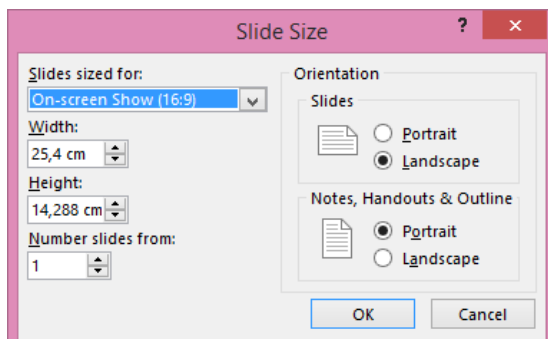 Slide Size
Slides sized for:
On-screen Show (16:9)
Width:
25,4 cm
Height:
14,288 cm
Number slides from:
1
Orientation
Slides
Portrait
Landscape
Notes, Handouts & Outline
Portrait
Landscape
OK
Cancel